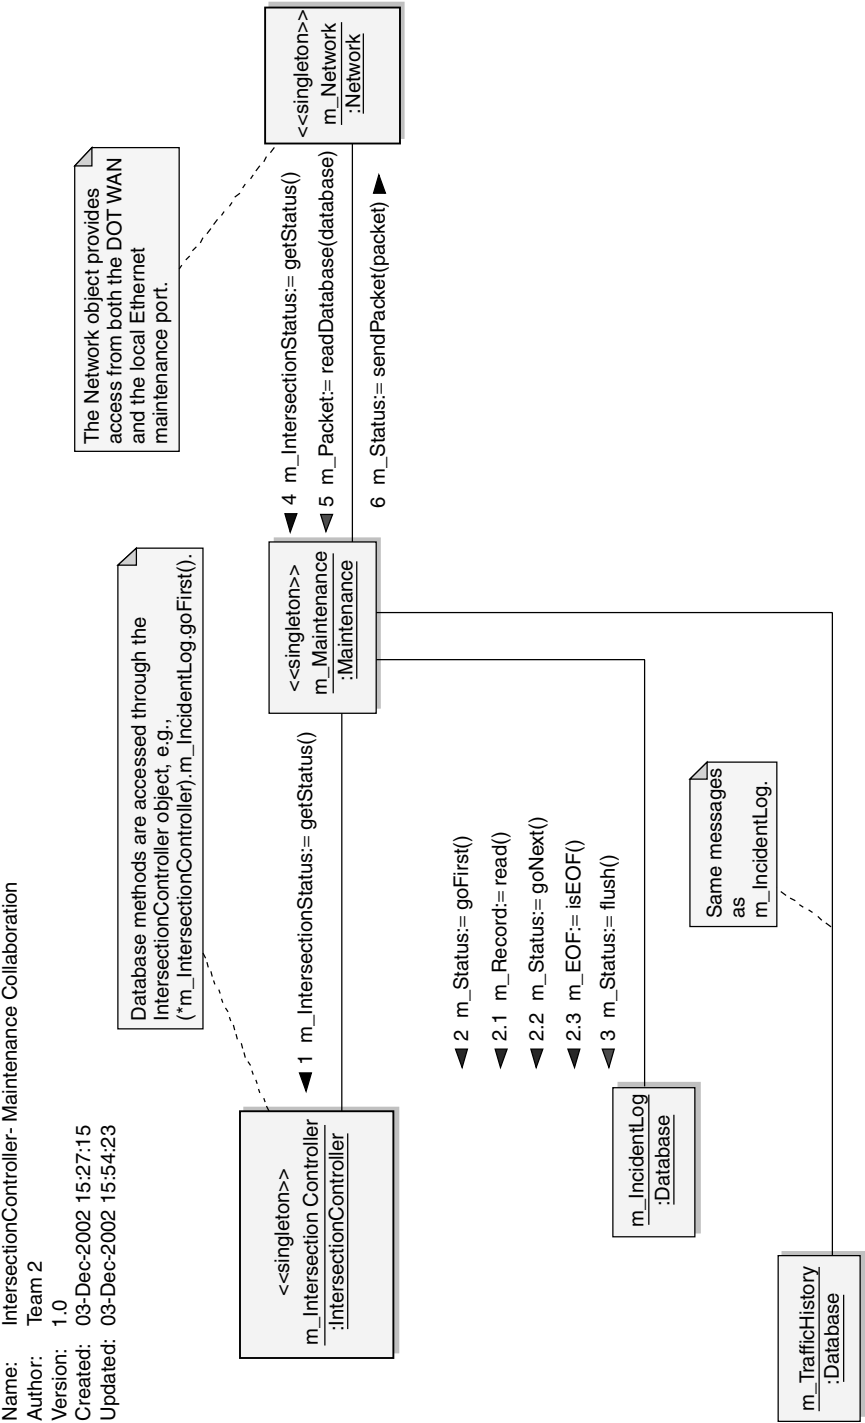 Name: IntersectionController- Maintenance Collaboration
Author: Team 2
Version: 1.0
Created: 03-Dec-2002 15:27:15
Updated: 03-Dec-2002 15:54:23
Database methods are accessed through the
IntersectionController object, e.g.,
(*m_IntersectionController).m_IncidentLog.goFirst().
The Network object provides
access from both the DOT WAN
and the local Ethernet
maintenance port.
<<singleton>>
m_Intersection Controller
:IntersectionController
1 m_IntersectionStatus:= getStatus()
<<singleton>>
m_Maintenance
:Maintenance
4 m_IntersectionStatus:= getStatus()
5 m_Packet:= readDatabase(database)
6 m_Status:= sendPacket(packet)
<<singleton>>
m_Network
:Network
2 m_Status:= goFirst()
2.1 m_Record:= read()
2.2 m_Status:= goNext()
2.3 m_EOF:= isEOF()
3 m_Status:= flush()
m_IncidentLog
:Database
Same messages
as
m_IncidentLog.
m_TrafficHistory
:Database